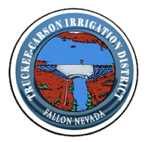 TRUCKEE-CARSON IRRIGATION DISTRICT
FALLON NEVADA